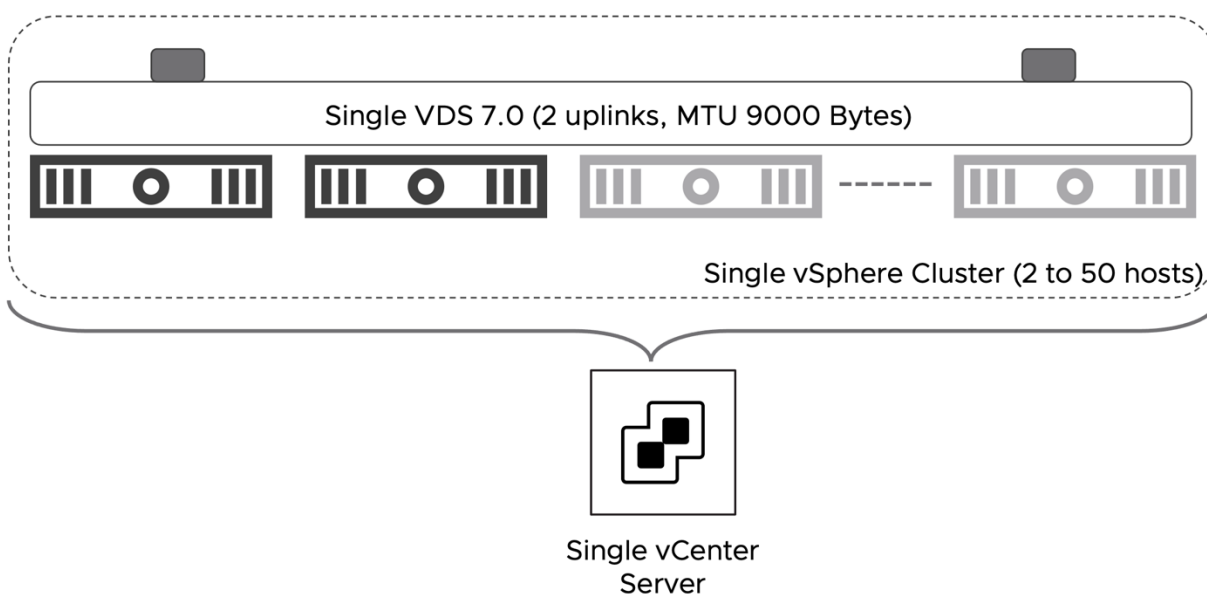 Single VDS 7.0 (2 uplinks, MTU 9000 Bytes)
Single vSphere Cluster (2 to 50 hosts)
Single vCenter
Server